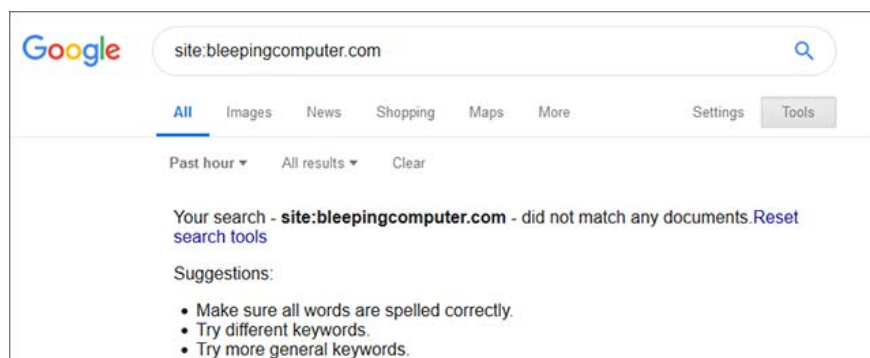 Google
site:bleepingcomputer.com
All Images News Shopping Maps More Settings Tools
Past hour ▾ All results ▾ Clear
Your search - site:bleepingcomputer.com - did not match any documents.Reset
search tools
Suggestions:
• Make sure all words are spelled correctly.
• Try different keywords.
• Try more general keywords.